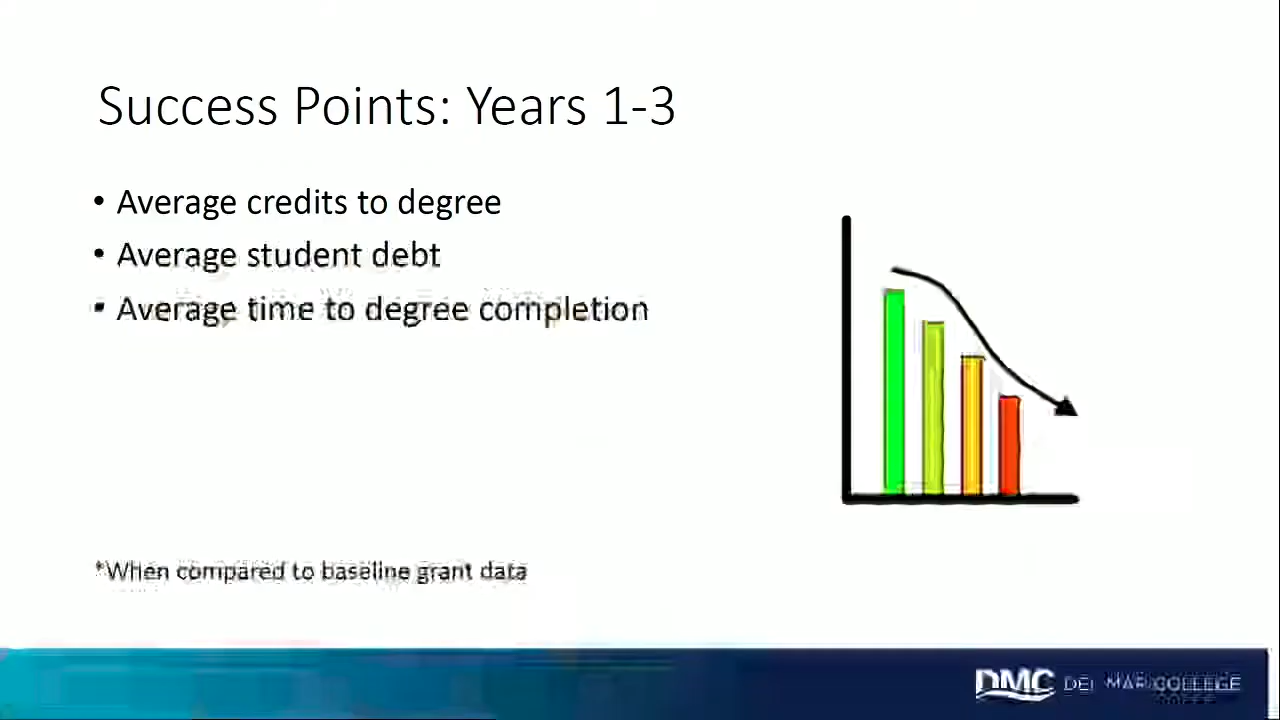 Success Points: Years 1-3
• Average credits to degree
• Average student debt
• Average time to degree completion
*When compared to baseline grant data
DMC DEL MAR COLLEGE